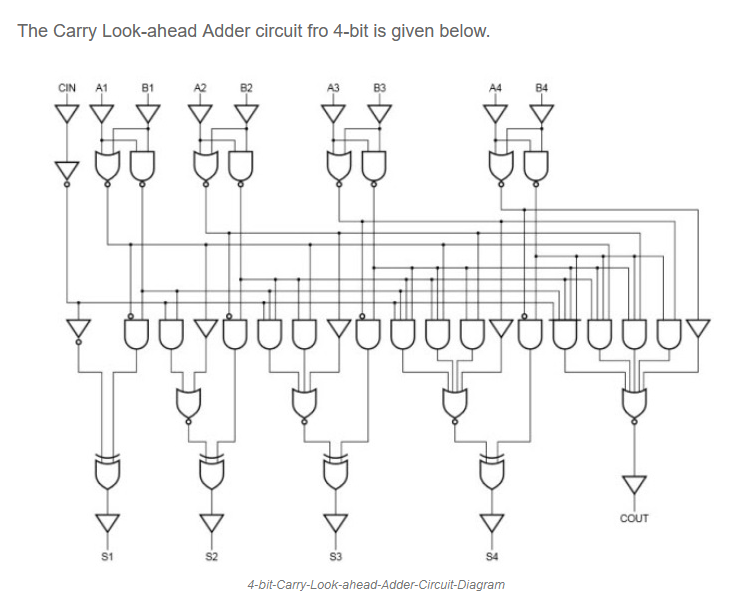 The Carry Look-ahead Adder circuit fro 4-bit is given below.
CIN A1 B1 A2 B2 A3 B3 A4 B4
COUT
S1 S2 S3 S4
4-bit-Carry-Look-ahead-Adder-Circuit-Diagram